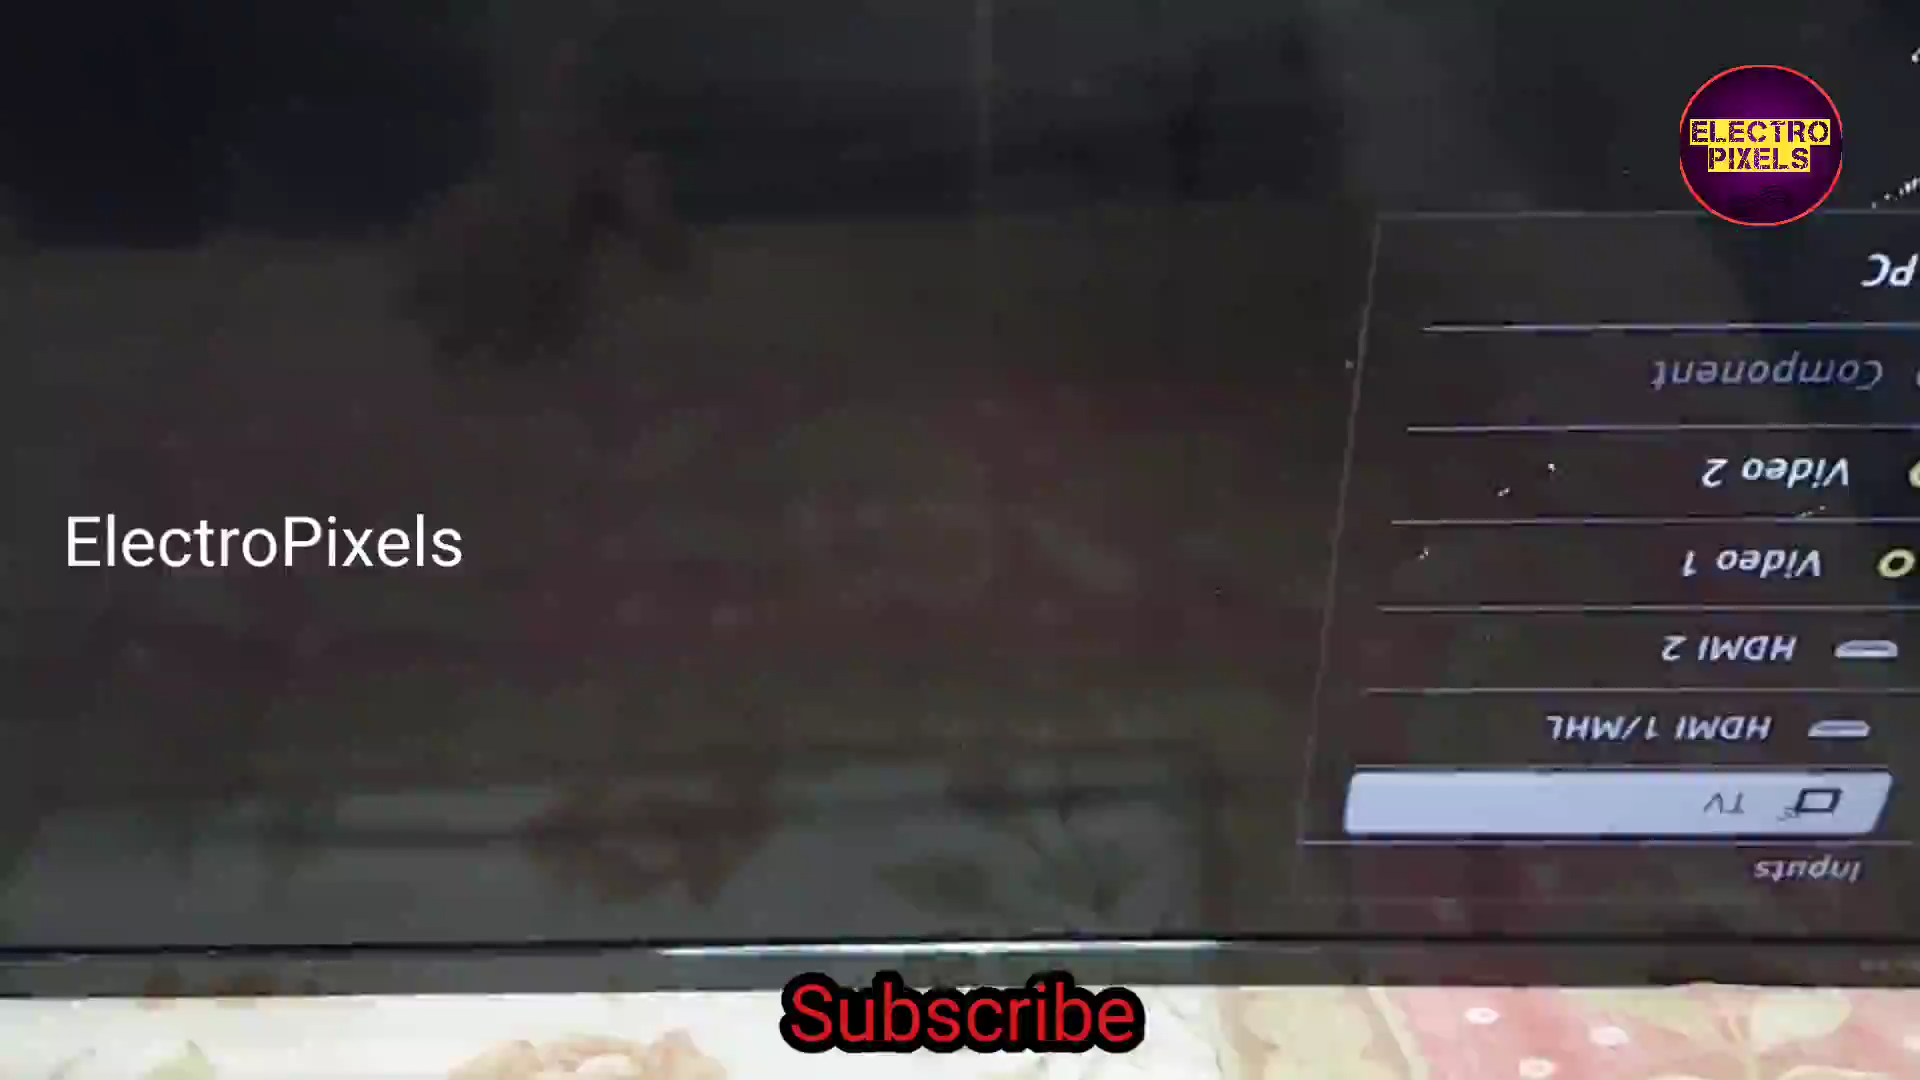 ELECTRO
PIXELS
PC
Component
Video 2
Video 1
HDMI 2
HDMI 1/MHL
TV
Inputs
ElectroPixels
Subscribe